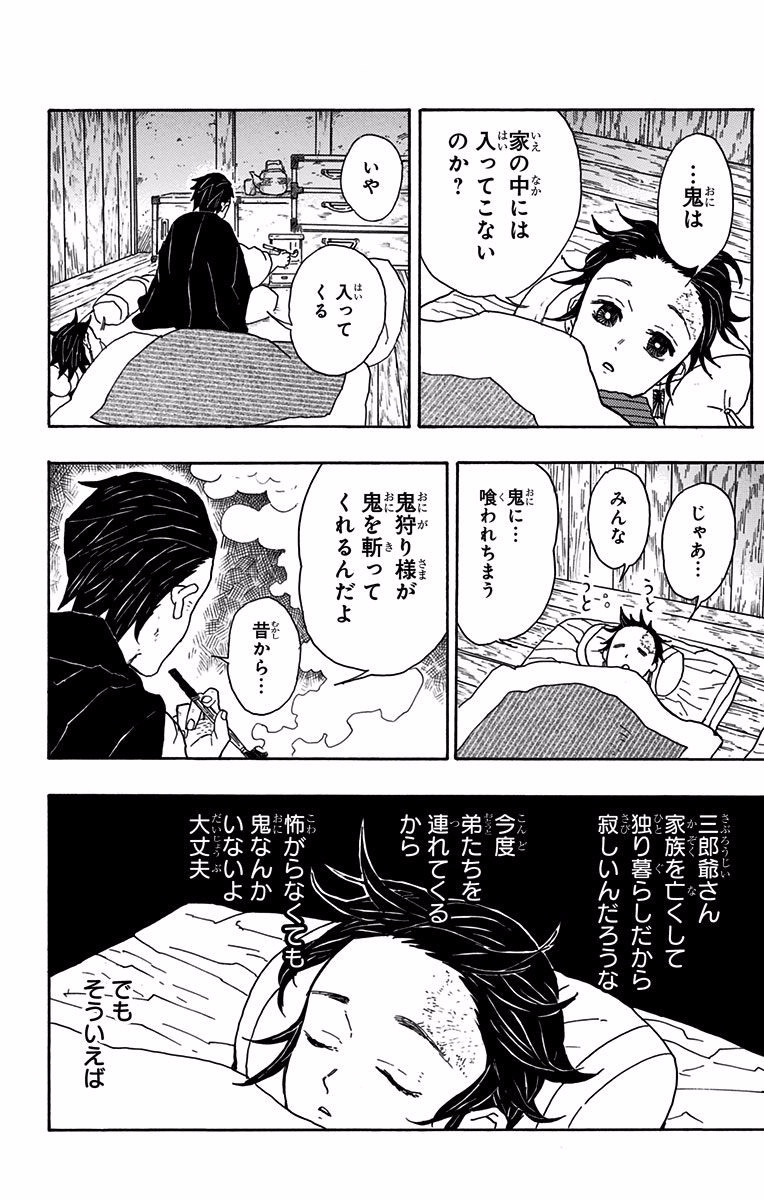 …鬼は
家の中には
入ってこない
のか？
いや
入って
くる
じゃあ…
みんな
鬼に…
喰われちまう
うと
うと
鬼狩り様が
鬼を斬って
くれるんだよ
昔から…
三郎爺さん
家族を亡くして
独り暮らしだから
寂しいんだろうな
今度
弟たちを
連れてくる
から
怖がらなくても
鬼なんか
いないよ
大丈夫
でも
そういえば